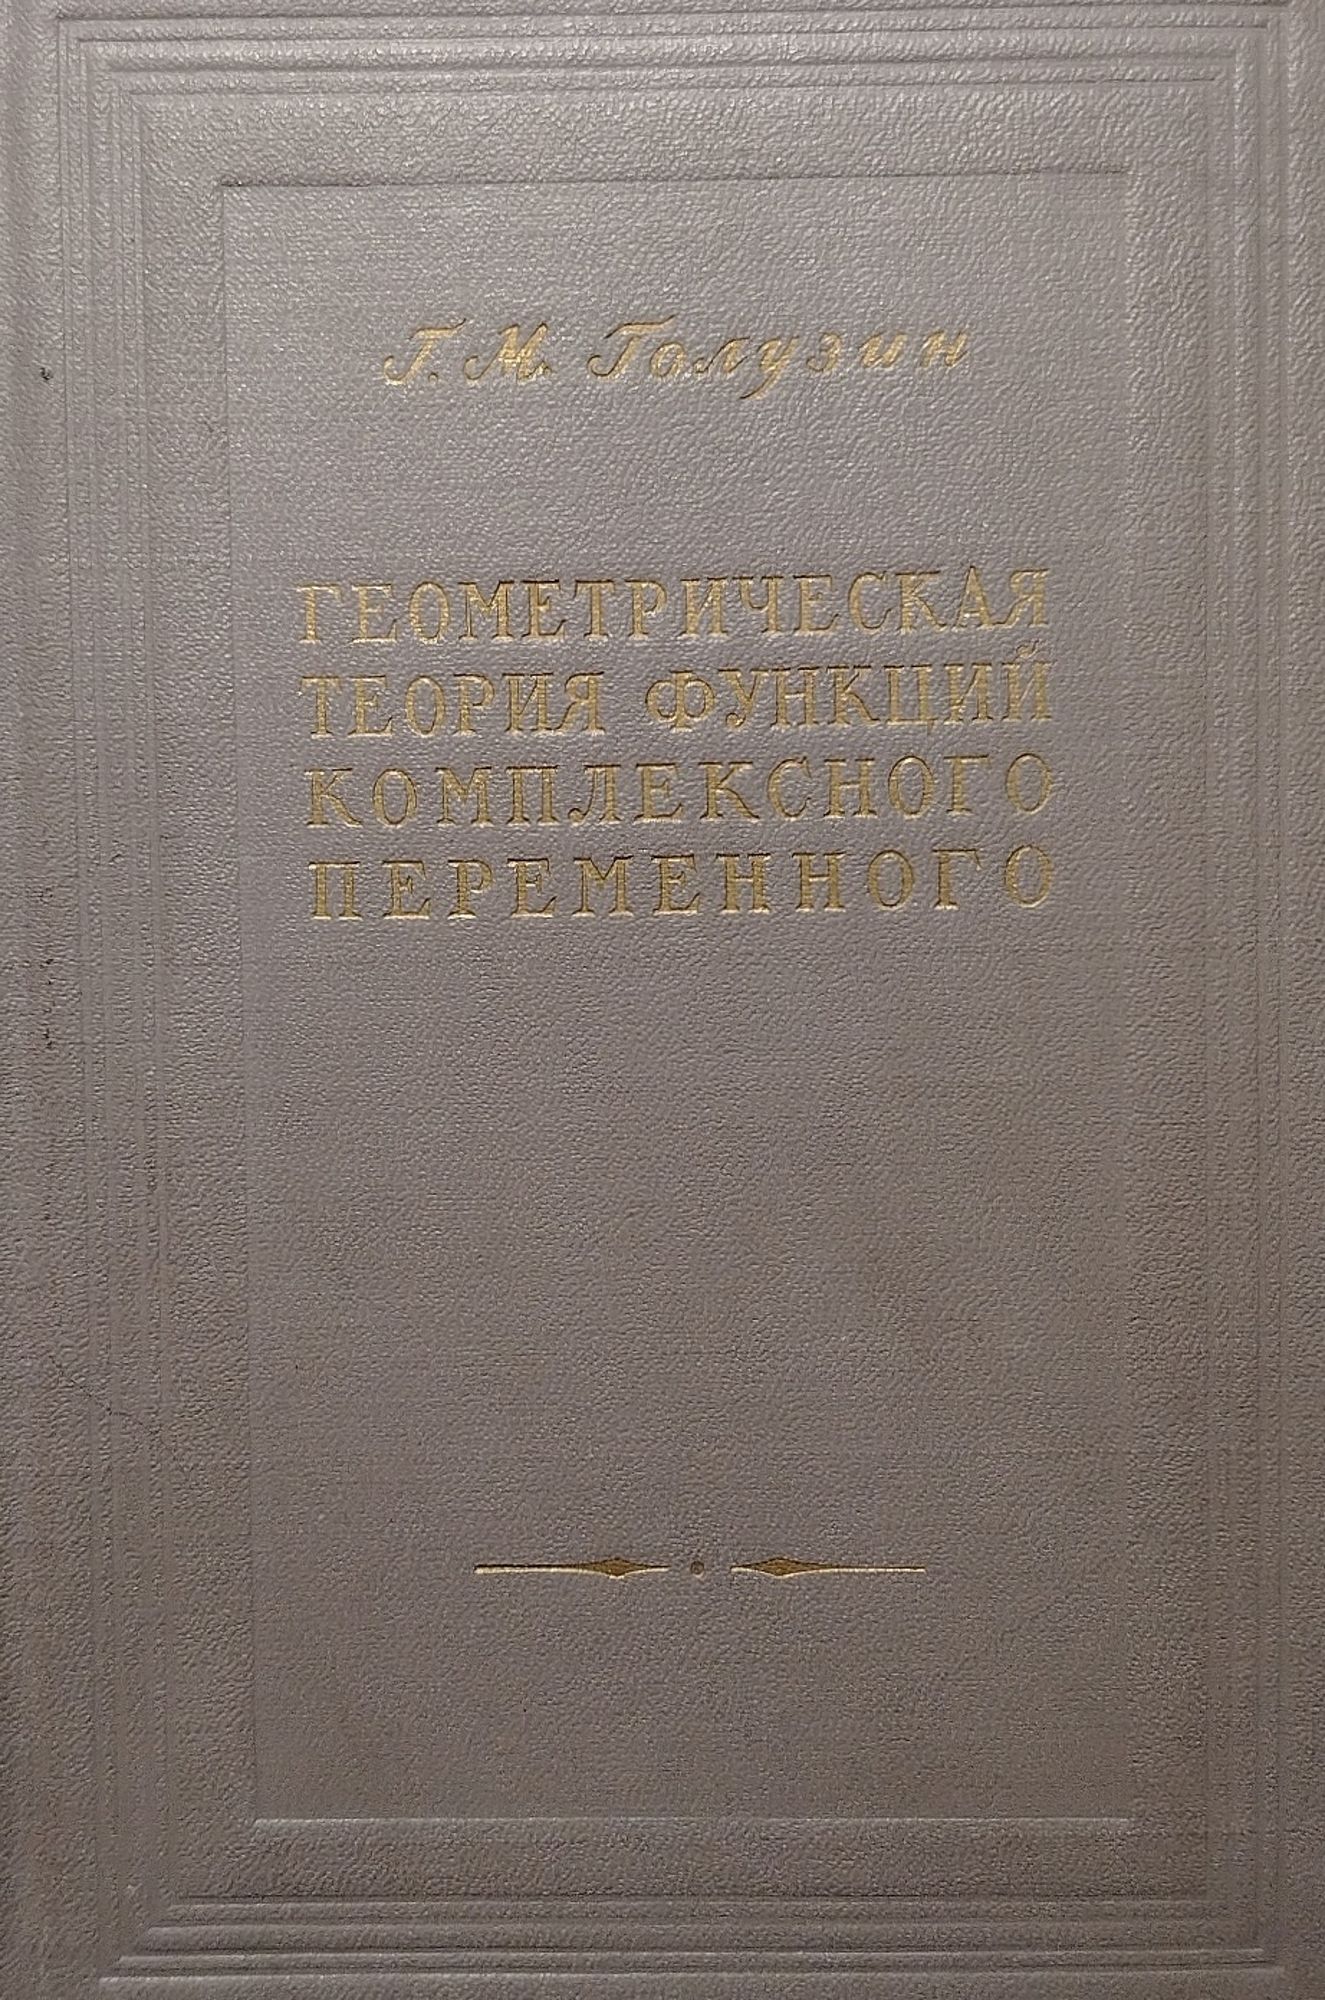 Г. М. Голузин
ГЕОМЕТРИЧЕСКАЯ
ТЕОРИЯ ФУНКЦИЙ
КОМПЛЕКСНОГО
ПЕРЕМЕННОГО